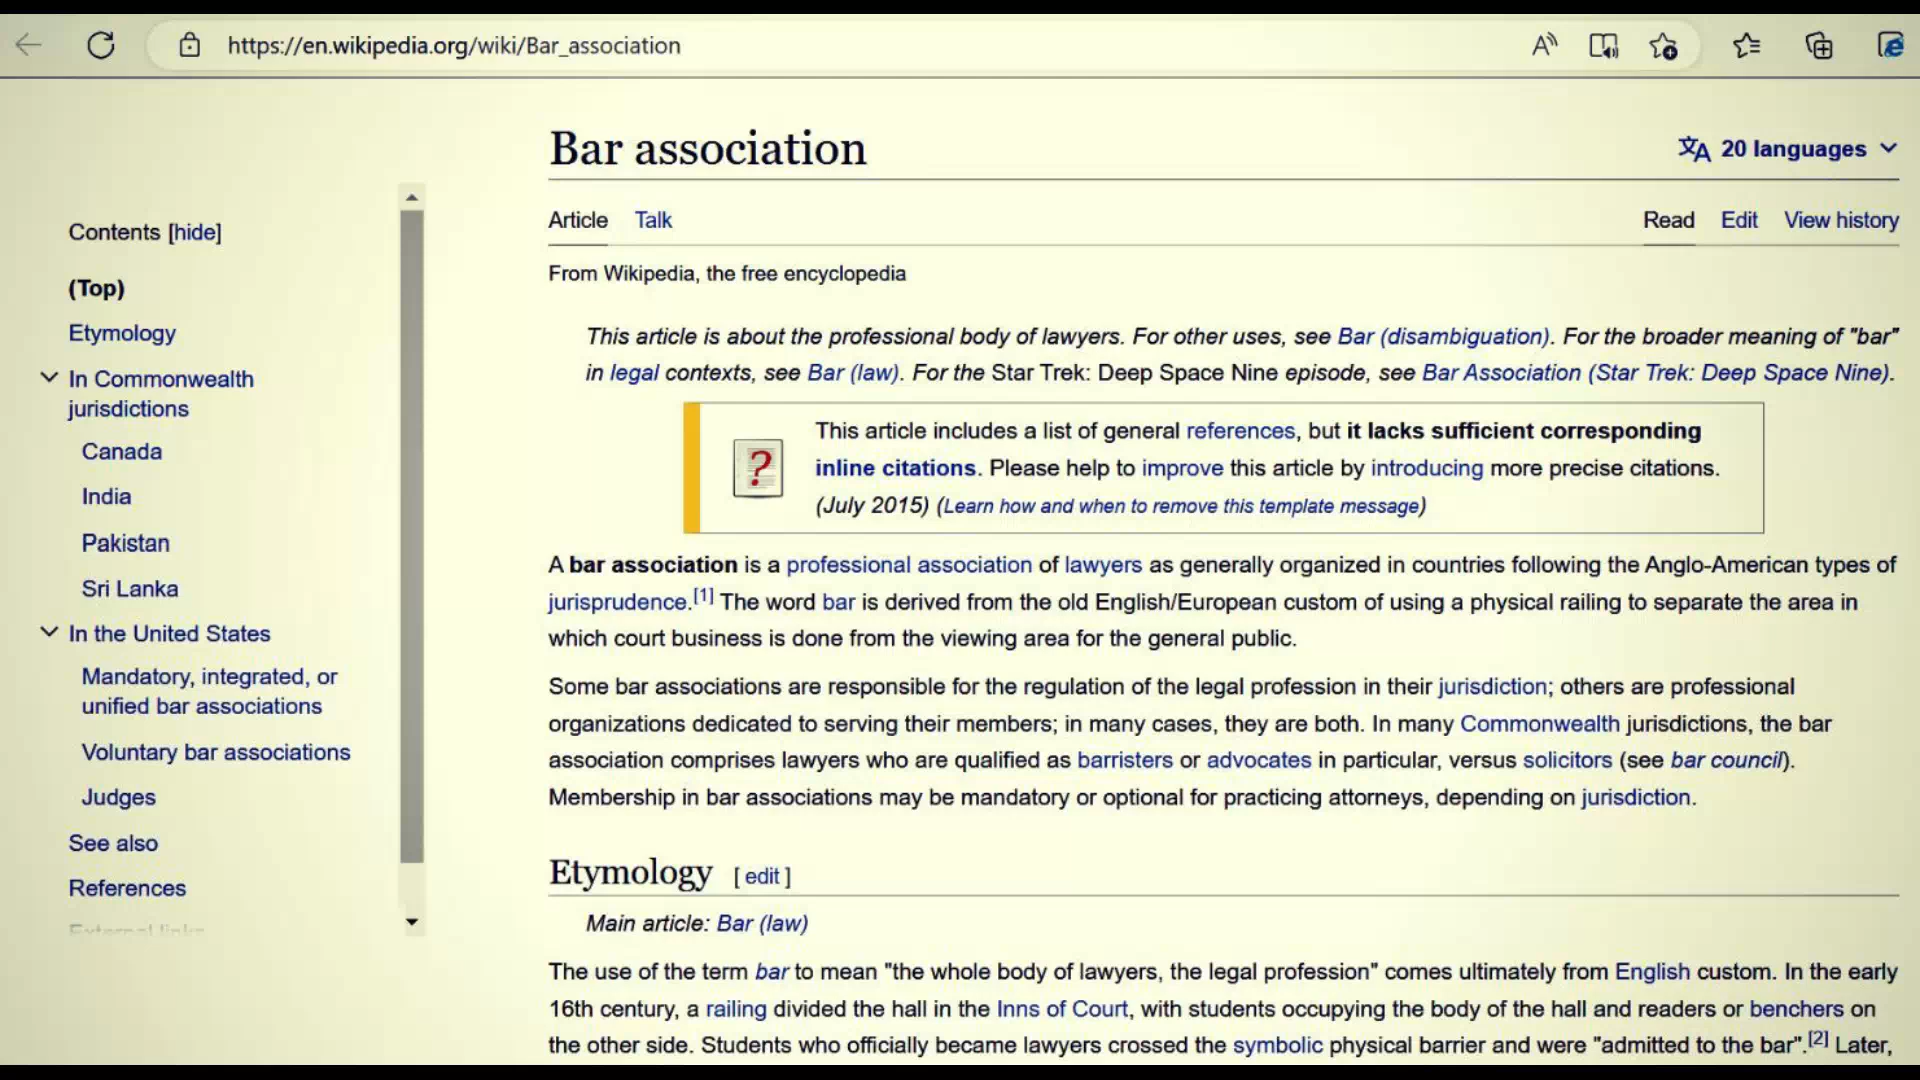 https://en.wikipedia.org/wiki/Bar_association
Bar association
20 languages
Article Talk
Read Edit View history
From Wikipedia, the free encyclopedia
Contents [hide]
(Top)
Etymology
In Commonwealth
jurisdictions
Canada
India
Pakistan
Sri Lanka
In the United States
Mandatory, integrated, or
unified bar associations
Voluntary bar associations
Judges
See also
References
External links
This article is about the professional body of lawyers. For other uses, see Bar (disambiguation). For the broader meaning of "bar"
in legal contexts, see Bar (law). For the Star Trek: Deep Space Nine episode, see Bar Association (Star Trek: Deep Space Nine).
This article includes a list of general references, but it lacks sufficient corresponding
inline citations. Please help to improve this article by introducing more precise citations.
(July 2015) (Learn how and when to remove this template message)
A bar association is a professional association of lawyers as generally organized in countries following the Anglo-American types of
jurisprudence.[1] The word bar is derived from the old English/European custom of using a physical railing to separate the area in
which court business is done from the viewing area for the general public.
Some bar associations are responsible for the regulation of the legal profession in their jurisdiction; others are professional
organizations dedicated to serving their members; in many cases, they are both. In many Commonwealth jurisdictions, the bar
association comprises lawyers who are qualified as barristers or advocates in particular, versus solicitors (see bar council).
Membership in bar associations may be mandatory or optional for practicing attorneys, depending on jurisdiction.
Etymology [ edit ]
Main article: Bar (law)
The use of the term bar to mean "the whole body of lawyers, the legal profession" comes ultimately from English custom. In the early
16th century, a railing divided the hall in the Inns of Court, with students occupying the body of the hall and readers or benchers on
the other side. Students who officially became lawyers crossed the symbolic physical barrier and were "admitted to the bar".[2] Later,